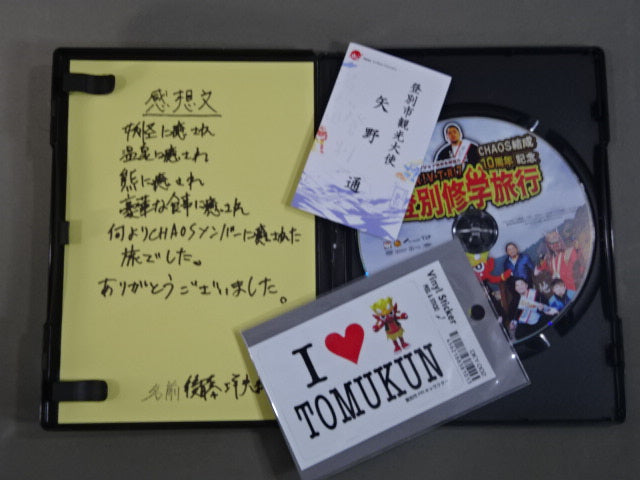 感想文
妖怪に癒され
温泉に癒され
熊に癒され
豪華な食事に癒され
何よりCHAOSメンバーに癒された
旅でした。
ありがとうございました。
名前 後藤洋央
登別市観光大使
矢野 通
CHAOS結成
10周年 記念
登別修学旅行
Vinyl Sticker
I ♥
TOMUKUN